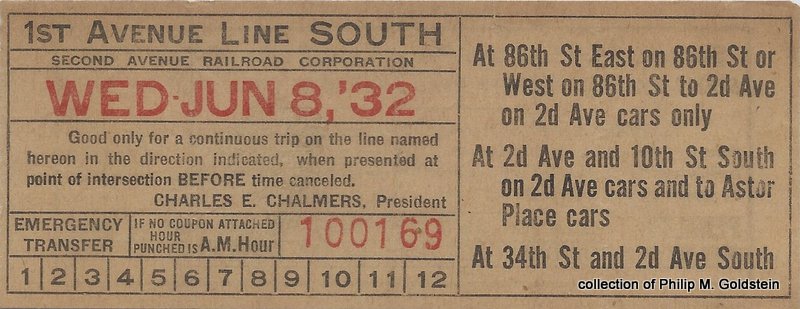 1ST AVENUE LINE SOUTH
SECOND AVENUE RAILROAD CORPORATION
WED-JUN 8,'32
Good only for a continuous trip on the line named
hereon in the direction indicated, when presented at
point of intersection BEFORE time canceled.
CHARLES E. CHALMERS, President
EMERGENCY
TRANSFER
IF NO COUPON ATTACHED
HOUR
PUNCHED IS A.M. Hour
100169
1 2 3 4 5 6 7 8 9 10 11 12
At 86th St East on 86th St or
West on 86th St to 2d Ave
on 2d Ave cars only
At 2d Ave and 10th St South
on 2d Ave cars and to Astor
Place cars
At 34th St and 2d Ave South
collection of Philip M. Goldstein